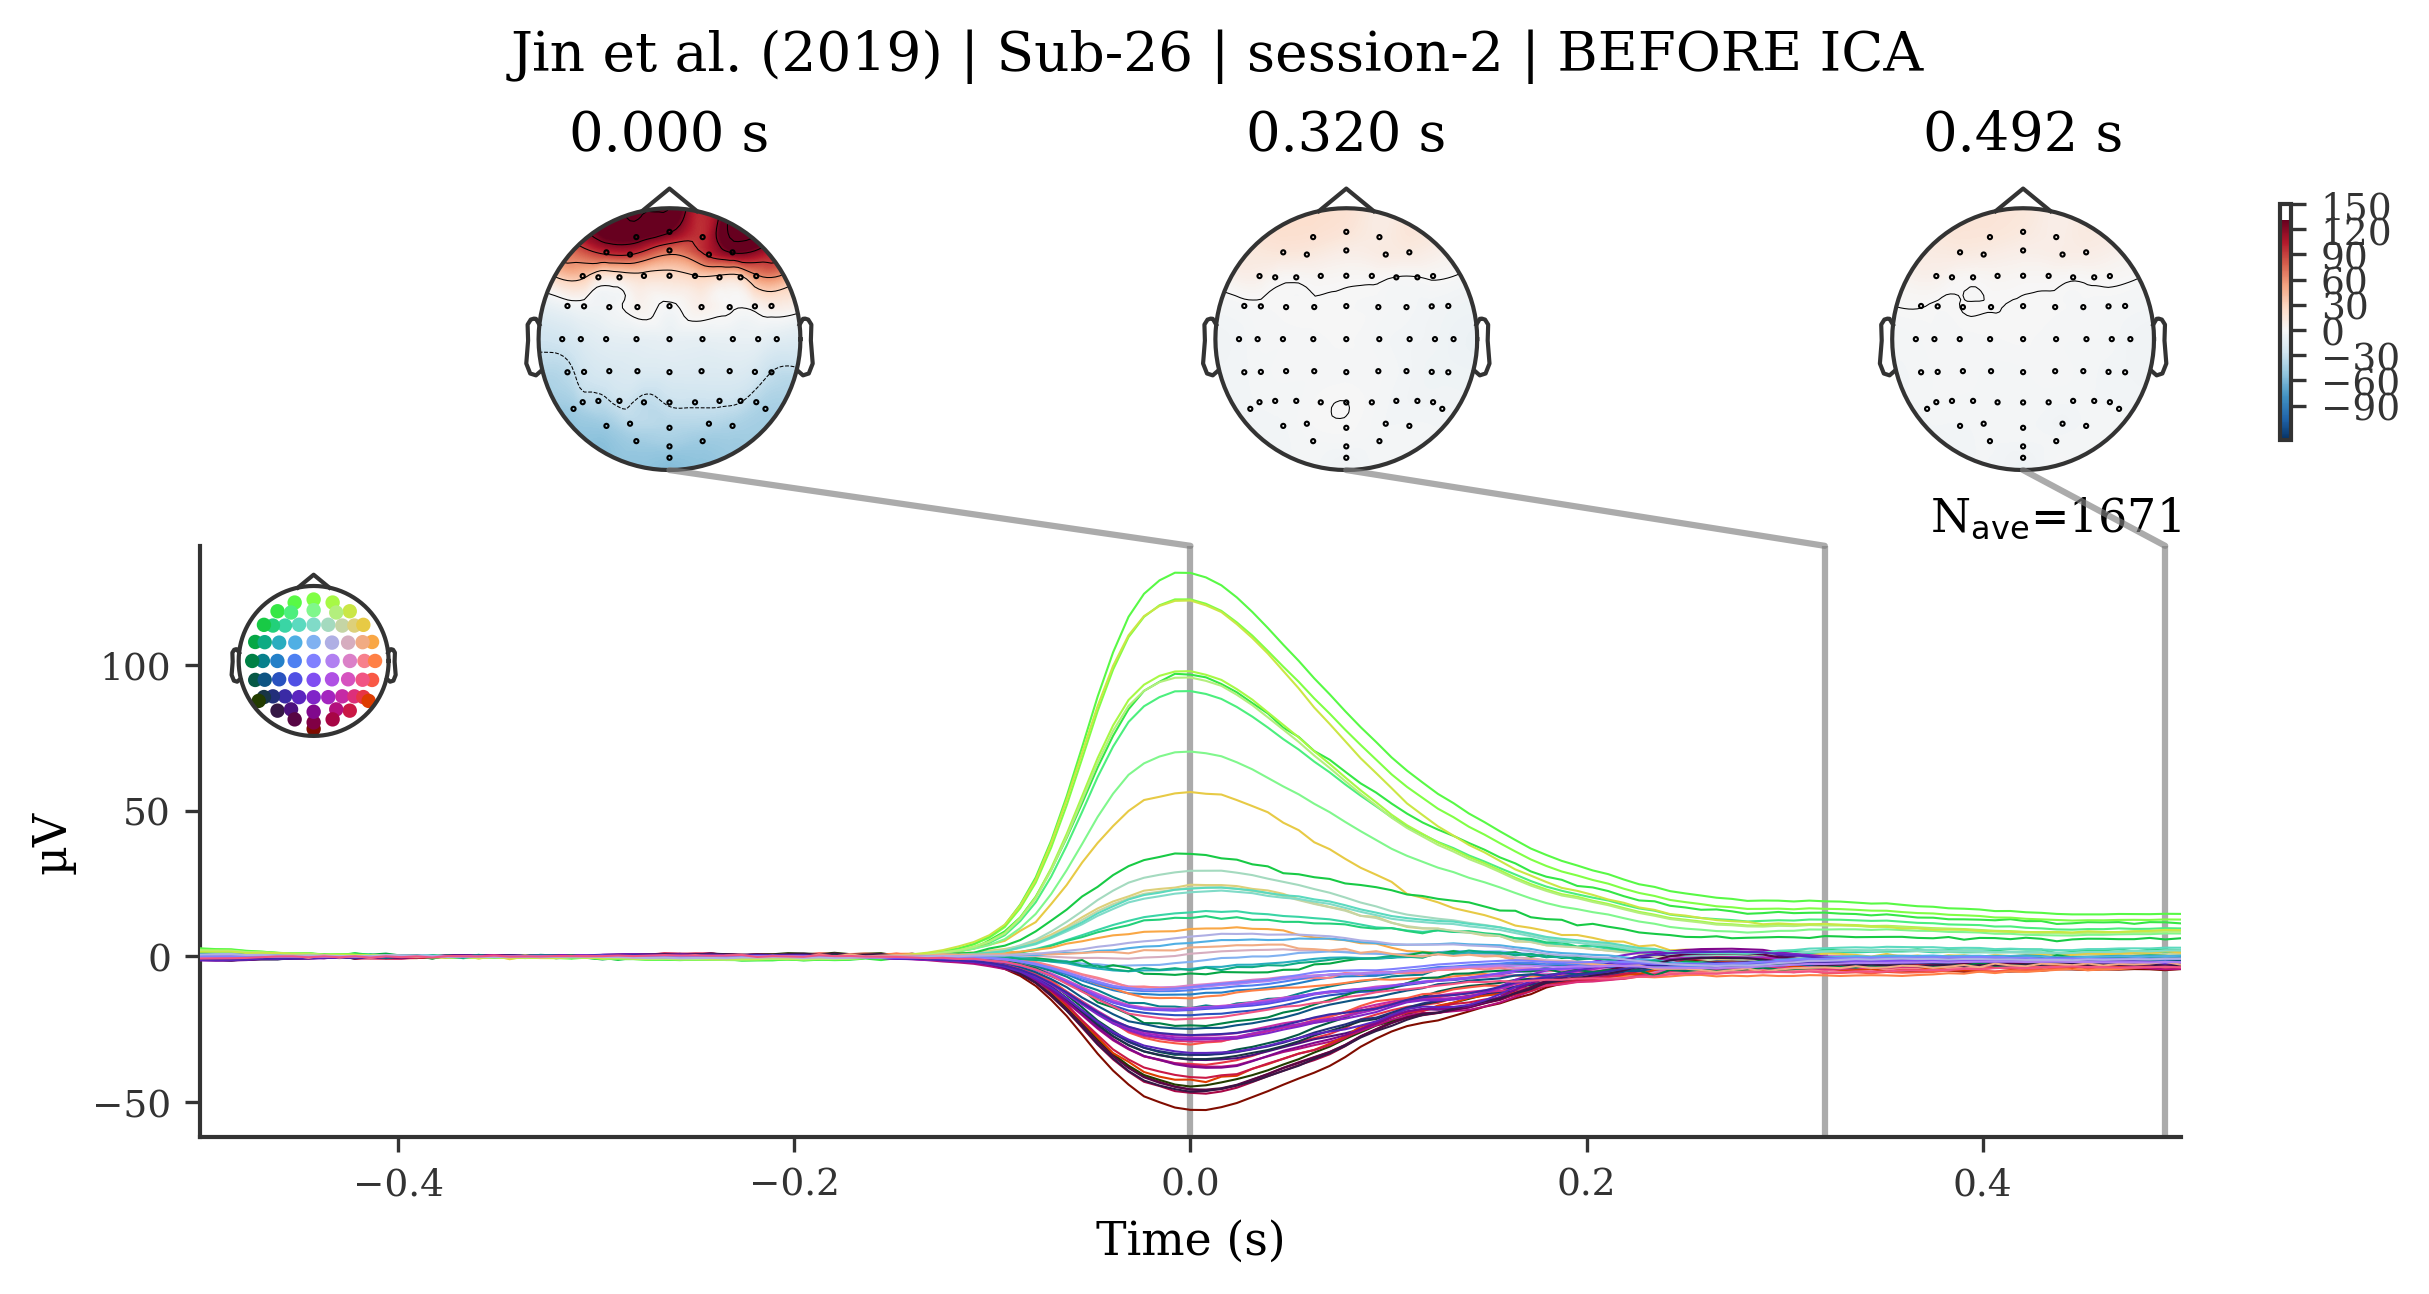 Jin et al. (2019) | Sub-26 | session-2 | BEFORE ICA
0.000 s
0.320 s
0.492 s
150
120
90
60
30
0
−30
−60
−90
Nave=1671
100
50
0
−50
µV
−0.4
−0.2
0.0
0.2
0.4
Time (s)